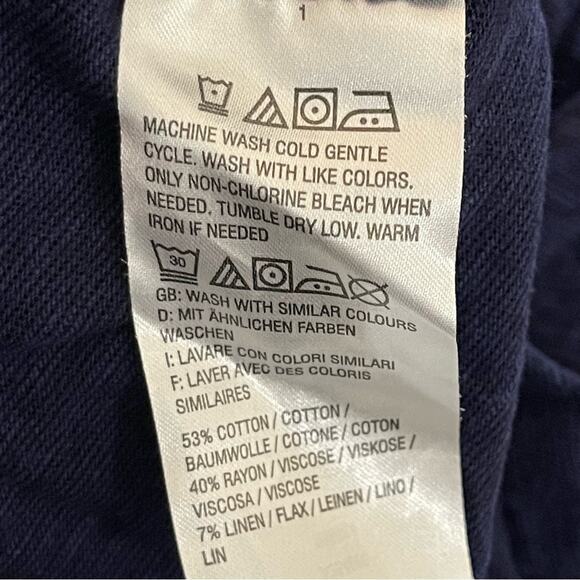 1
MACHINE WASH COLD GENTLE
CYCLE. WASH WITH LIKE COLORS.
ONLY NON-CHLORINE BLEACH WHEN
NEEDED. TUMBLE DRY LOW. WARM
IRON IF NEEDED
30
GB: WASH WITH SIMILAR COLOURS
D: MIT ÄHNLICHEN FARBEN
WASCHEN
I: LAVARE CON COLORI SIMILARI
F: LAVER AVEC DES COLORIS
SIMILAIRES
53% COTTON / COTTON /
BAUMWOLLE / COTONE / COTON
40% RAYON / VISCOSE / VISKOSE /
VISCOSA / VISCOSE
7% LINEN / FLAX / LEINEN / LINO /
LIN